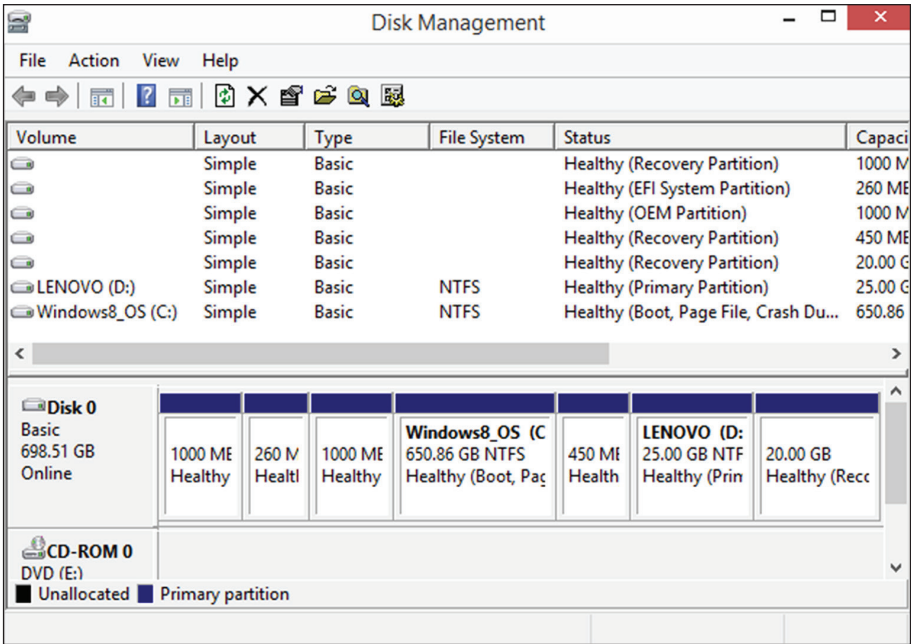 Disk Management
File Action View Help
Volume Layout Type File System Status Capaci
Simple Basic Healthy (Recovery Partition) 1000 M
Simple Basic Healthy (EFI System Partition) 260 ME
Simple Basic Healthy (OEM Partition) 1000 M
Simple Basic Healthy (Recovery Partition) 450 ME
Simple Basic Healthy (Recovery Partition) 20.00 G
LENOVO (D:) Simple Basic NTFS Healthy (Primary Partition) 25.00 G
Windows8_OS (C:) Simple Basic NTFS Healthy (Boot, Page File, Crash Du... 650.86
Disk 0
Basic
698.51 GB
Online
1000 ME
Healthy
260 M
Healtl
1000 ME
Healthy
Windows8_OS (C
650.86 GB NTFS
Healthy (Boot, Pag
450 ME
Health
LENOVO (D:
25.00 GB NTF
Healthy (Prin
20.00 GB
Healthy (Recc
CD-ROM 0
DVD (E:)
Unallocated Primary partition